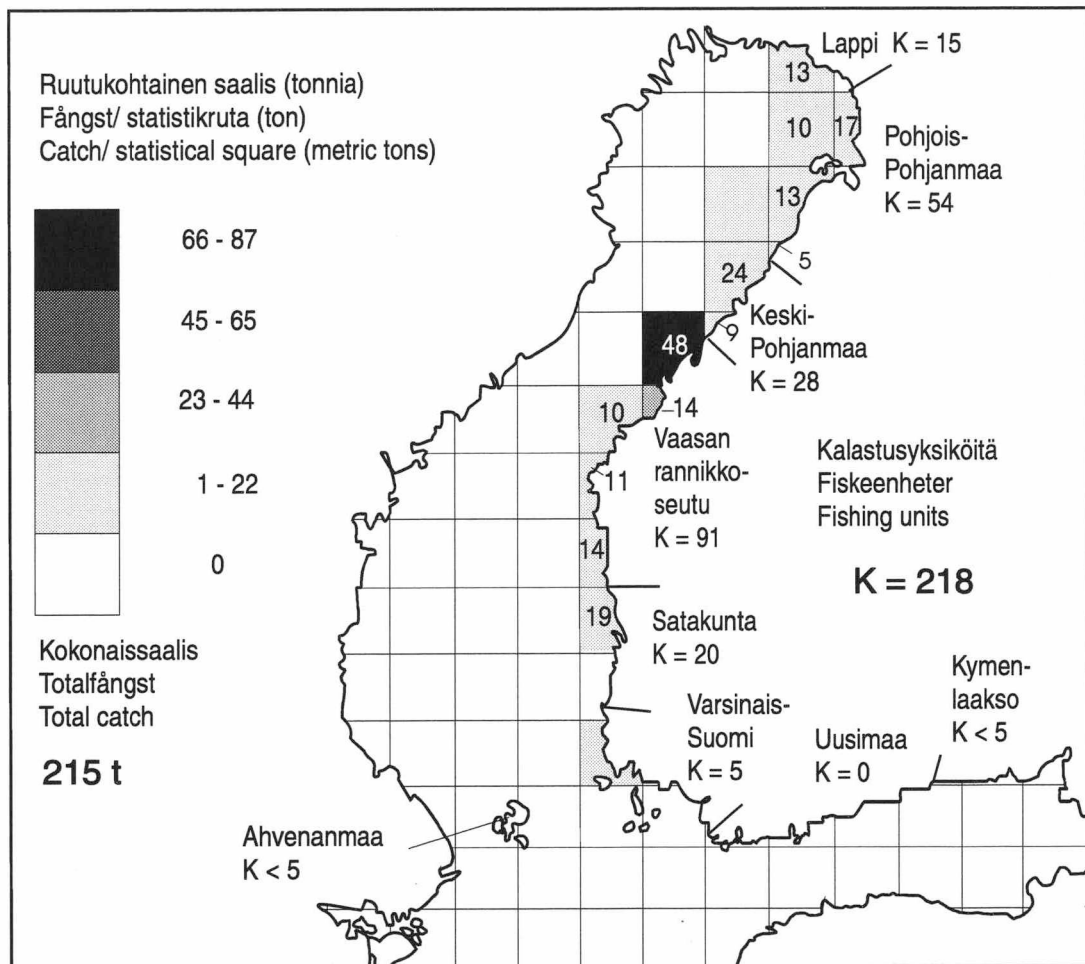 Ruutukohtainen saalis (tonnia)
Fångst/ statistikruta (ton)
Catch/ statistical square (metric tons)
66 - 87
45 - 65
23 - 44
1 - 22
0
Kokonaissaalis
Totalfångst
Total catch
215 t
Lappi K = 15
13
10
17
Pohjois-
Pohjanmaa
K = 54
13
5
24
9
Keski-
Pohjanmaa
K = 28
48
10
14
Vaasan
rannikko-
seutu
K = 91
11
14
19
Kalastusyksiköitä
Fiskeenheter
Fishing units
K = 218
Satakunta
K = 20
Varsinais-
Suomi
K = 5
Uusimaa
K = 0
Kymen-
laakso
K < 5
Ahvenanmaa
K < 5